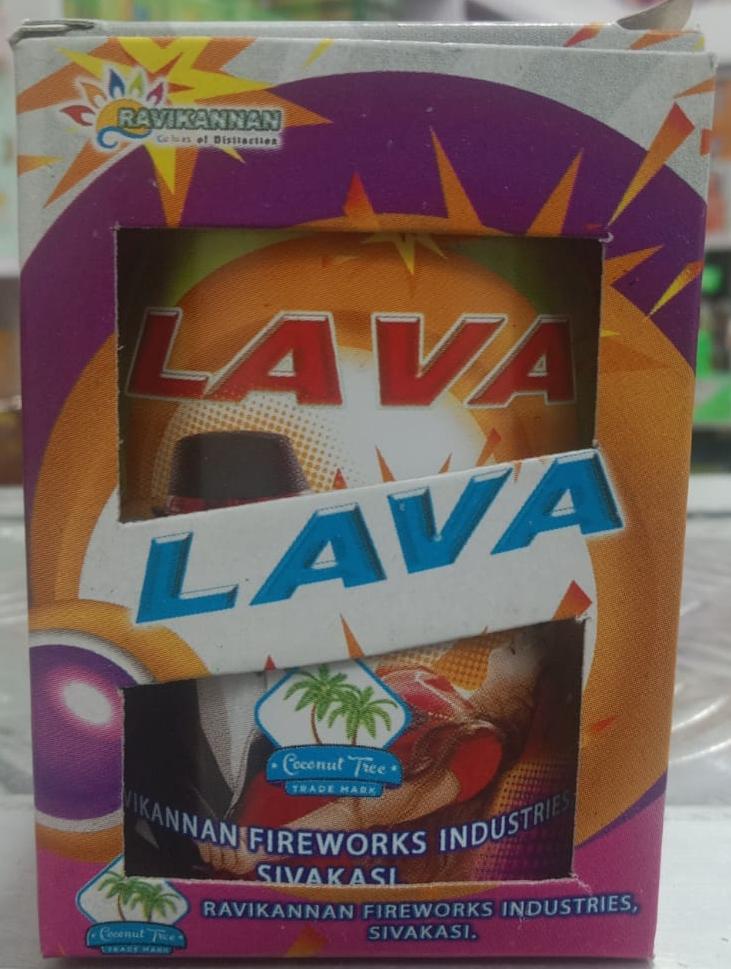 RAVIKANNAN
Colours of Distinction
LAVA
LAVA
Coconut Tree
TRADE MARK
VIKANNAN FIREWORKS INDUSTRIES
SIVAKASI
Coconut Tree
TRADE MARK
RAVIKANNAN FIREWORKS INDUSTRIES,
SIVAKASI.